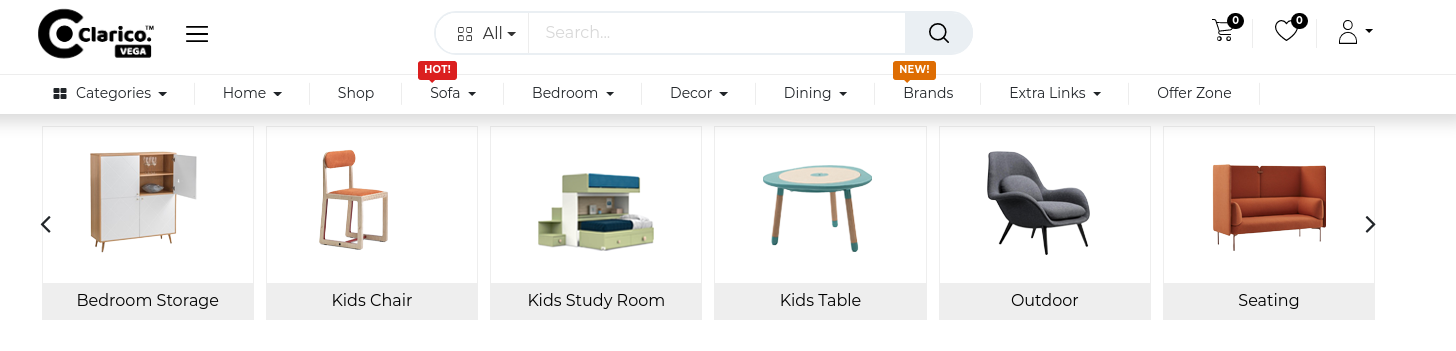 Clarico.™
VEGA
All
Search...
0
0
HOT!
NEW!
Categories
Home
Shop
Sofa
Bedroom
Decor
Dining
Brands
Extra Links
Offer Zone
Bedroom Storage
Kids Chair
Kids Study Room
Kids Table
Outdoor
Seating